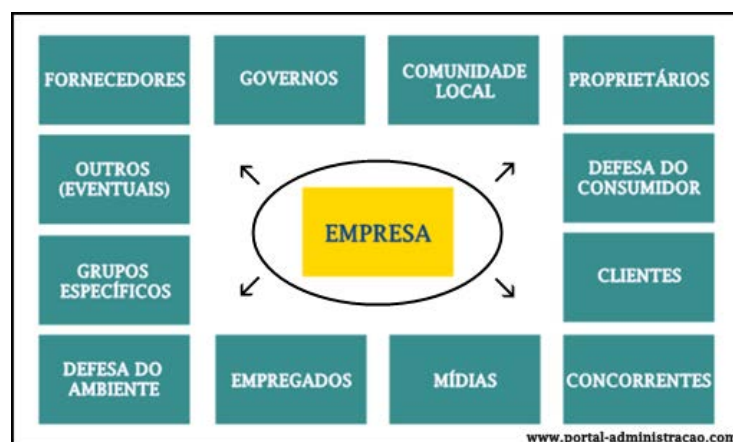 FORNECEDORES
GOVERNOS
COMUNIDADE
LOCAL
PROPRIETÁRIOS
OUTROS
(EVENTUAIS)
DEFESA DO
CONSUMIDOR
EMPRESA
GRUPOS
ESPECÍFICOS
CLIENTES
DEFESA DO
AMBIENTE
EMPREGADOS
MÍDIAS
CONCORRENTES
www.portal-administracao.com